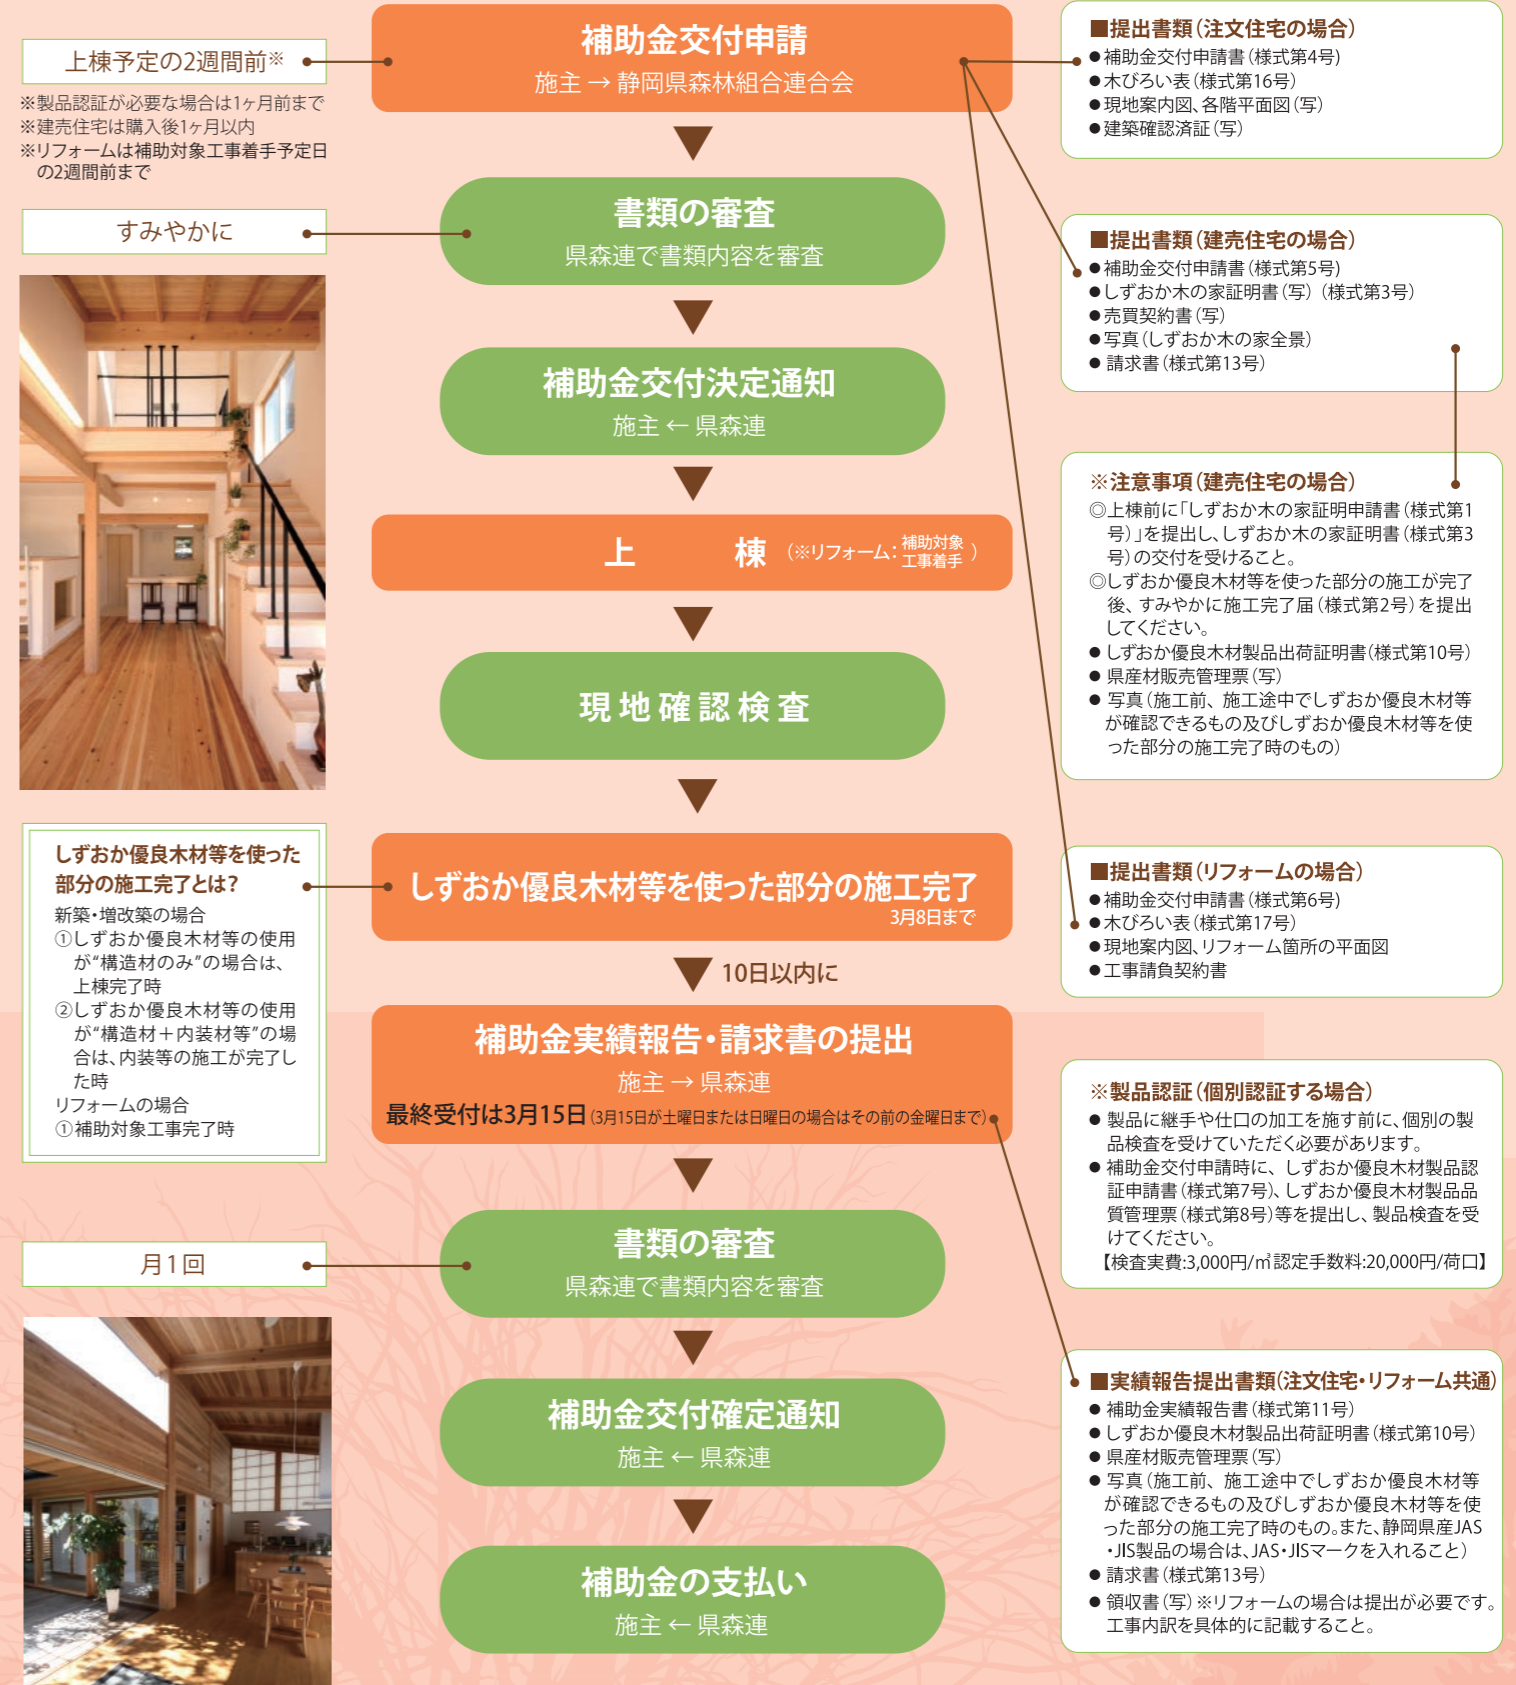 上棟予定の2週間前※
※製品認証が必要な場合は1ヶ月前まで
※建売住宅は購入後1ヶ月以内
※リフォームは補助対象工事着手予定日
の2週間前まで
補助金交付申請
施主 → 静岡県森林組合連合会
■提出書類(注文住宅の場合)
●補助金交付申請書(様式第4号)
●木びろい表(様式第16号)
●現地案内図、各階平面図(写)
●建築確認済証(写)
すみやかに
書類の審査
県森連で書類内容を審査
■提出書類(建売住宅の場合)
●補助金交付申請書(様式第5号)
●しずおか木の家証明書(写)(様式第3号)
●売買契約書(写)
●写真(しずおか木の家全景)
●請求書(様式第13号)
補助金交付決定通知
施主 ← 県森連
※注意事項(建売住宅の場合)
◎上棟前に「しずおか木の家証明申請書(様式第1
号)」を提出し、しずおか木の家証明書(様式第3
号)の交付を受けること。
◎しずおか優良木材等を使った部分の施工が完了
後、すみやかに施工完了届(様式第2号)を提出
してください。
●しずおか優良木材製品出荷証明書(様式第10号)
●県産材販売管理票(写)
●写真(施工前、施工途中でしずおか優良木材等
が確認できるもの及びしずおか優良木材等を使
った部分の施工完了時のもの)
上 棟 (※リフォーム:補助対象
工事着手)
現地確認検査
しずおか優良木材等を使った
部分の施工完了とは?
新築・増改築の場合
①しずおか優良木材等の使用
が“構造材のみ”の場合は、
上棟完了時
②しずおか優良木材等の使用
が“構造材+内装材等”の場
合は、内装等の施工が完了し
た時
リフォームの場合
①補助対象工事完了時
しずおか優良木材等を使った部分の施工完了
3月8日まで
■提出書類(リフォームの場合)
●補助金交付申請書(様式第6号)
●木びろい表(様式第17号)
●現地案内図、リフォーム箇所の平面図
●工事請負契約書
10日以内に
補助金実績報告・請求書の提出
施主 → 県森連
最終受付は3月15日(3月15日が土曜日または日曜日の場合はその前の金曜日まで)
※製品認証(個別認証する場合)
●製品に継手や仕口の加工を施す前に、個別の製
品検査を受けていただく必要があります。
●補助金交付申請時に、しずおか優良木材製品認
証申請書(様式第7号)、しずおか優良木材製品品
質管理票(様式第8号)等を提出し、製品検査を受
けてください。
【検査実費:3,000円/㎥認定手数料:20,000円/荷口】
月1回
書類の審査
県森連で書類内容を審査
補助金交付確定通知
施主 ← 県森連
補助金の支払い
施主 ← 県森連
■実績報告提出書類(注文住宅・リフォーム共通)
●補助金実績報告書(様式第11号)
●しずおか優良木材製品出荷証明書(様式第10号)
●県産材販売管理票(写)
●写真(施工前、施工途中でしずおか優良木材等
が確認できるもの及びしずおか優良木材等を使
った部分の施工完了時のもの。また、静岡県産JAS
・JIS製品の場合は、JAS・JISマークを入れること)
●請求書(様式第13号)
●領収書(写)※リフォームの場合は提出が必要です。
工事内訳を具体的に記載すること。